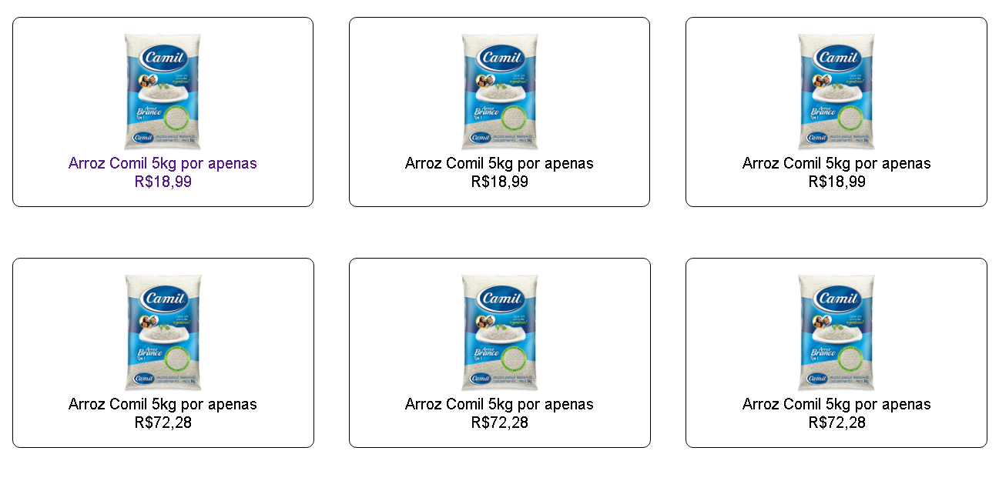 Camil
Camil
Camil
Arroz
Arroz
Arroz
Branco
Branco
Branco
Tipo 1
Tipo 1
Tipo 1
Camil
Camil
Camil
Arroz Comil 5kg por apenas
Arroz Comil 5kg por apenas
Arroz Comil 5kg por apenas
R$18,99
R$18,99
R$18,99
Camil
Camil
Camil
Arroz
Arroz
Arroz
Branco
Branco
Branco
Tipo 1
Tipo 1
Tipo 1
Camil
Camil
Camil
Arroz Comil 5kg por apenas
Arroz Comil 5kg por apenas
Arroz Comil 5kg por apenas
R$72,28
R$72,28
R$72,28